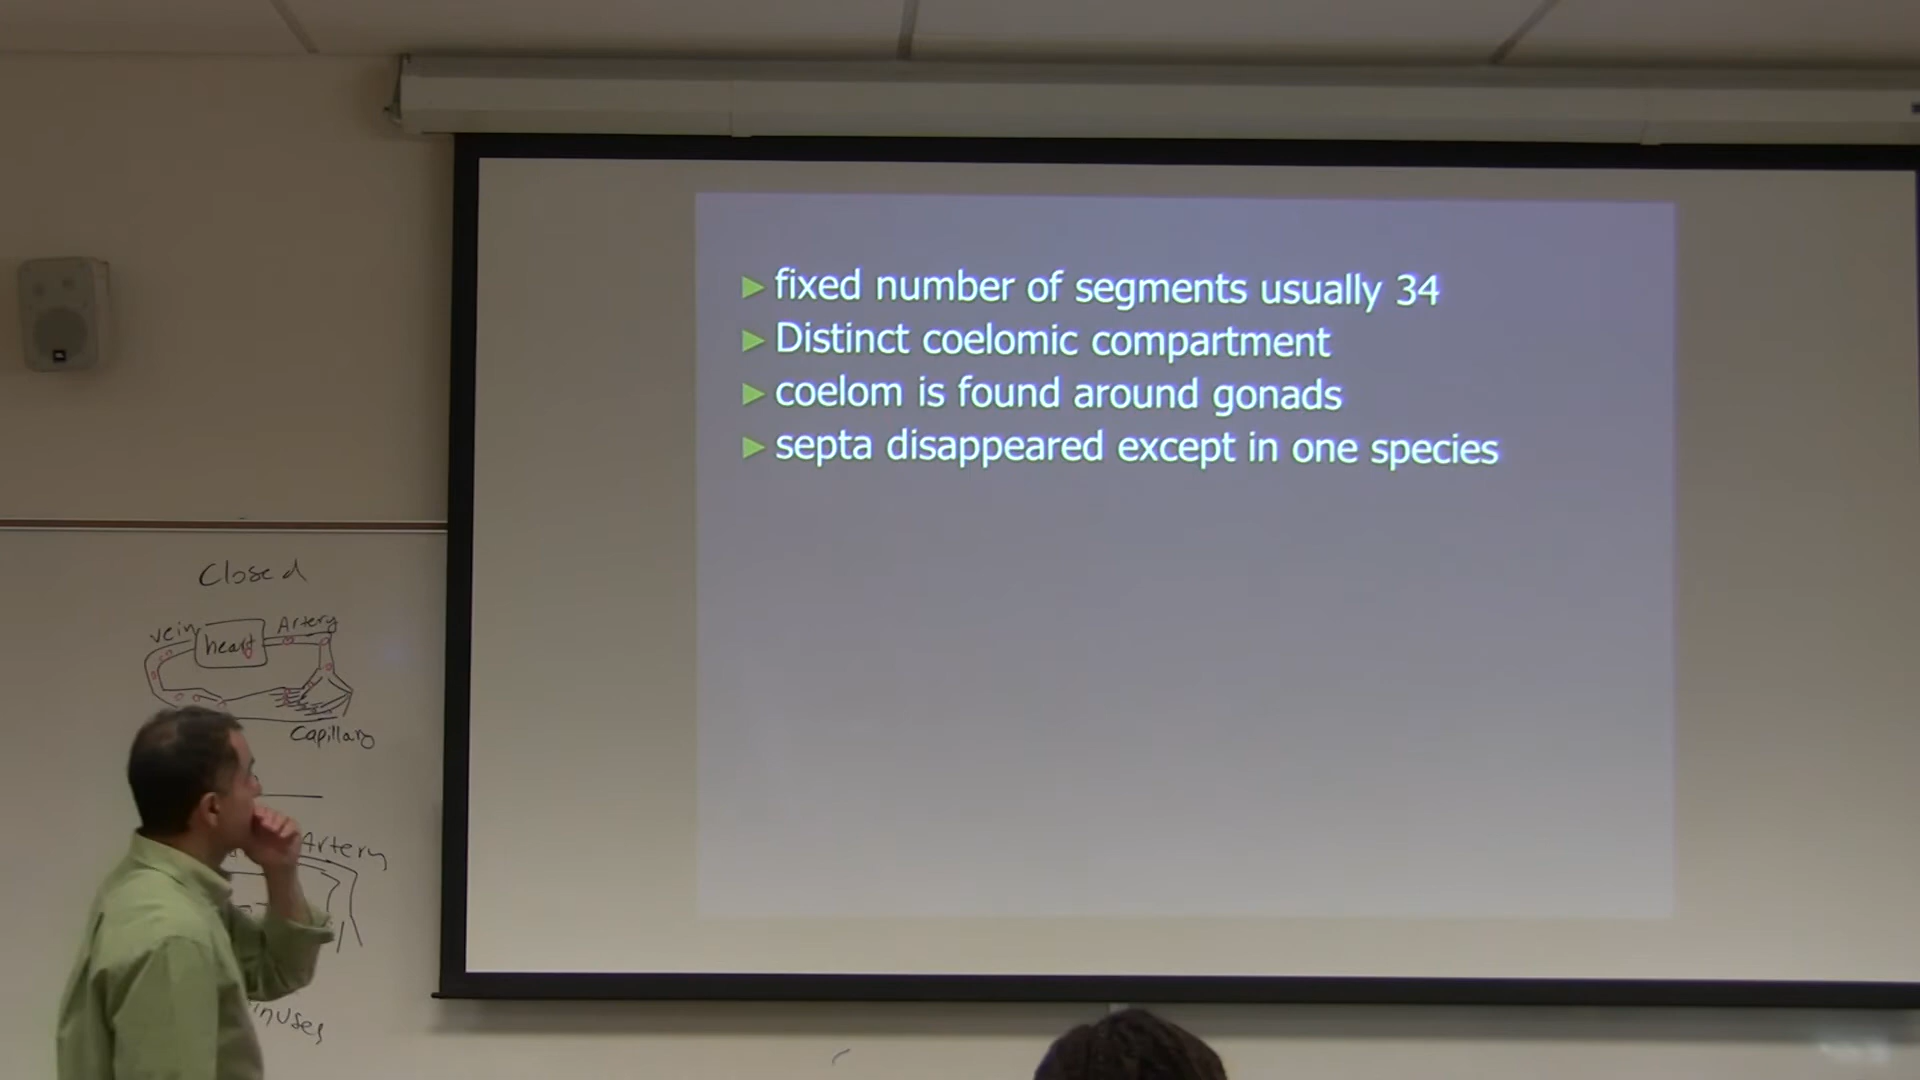 fixed number of segments usually 34
Distinct coelomic compartment
coelom is found around gonads
septa disappeared except in one species
Closed
vein heart Artery
Capillary
Artery